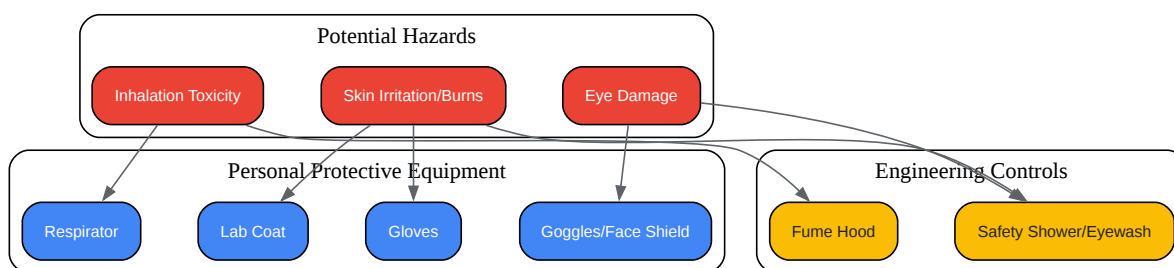 Potential Hazards
Inhalation Toxicity
Skin Irritation/Burns
Eye Damage
Personal Protective Equipment
Engineering Controls
Respirator
Lab Coat
Gloves
Goggles/Face Shield
Fume Hood
Safety Shower/Eyewash